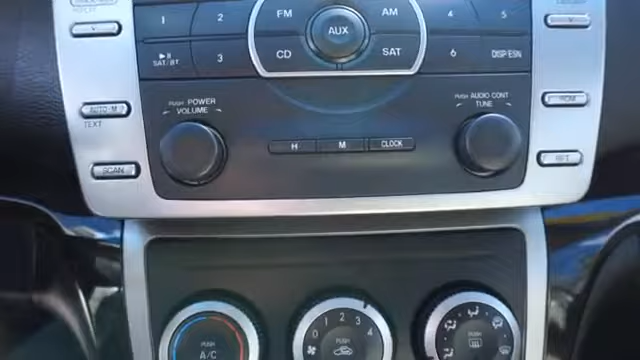 1 2 FM AM 4 5
AUX
SAT/BT 3 CD SAT 6 DISP/ESN
AUTO-M
TEXT
PUSH POWER
VOLUME
PUSH AUDIO CONT
TUNE
H M CLOCK
SCAN
RPT
0 1 2 3 4
PUSH
A/C
PUSH
PUSH